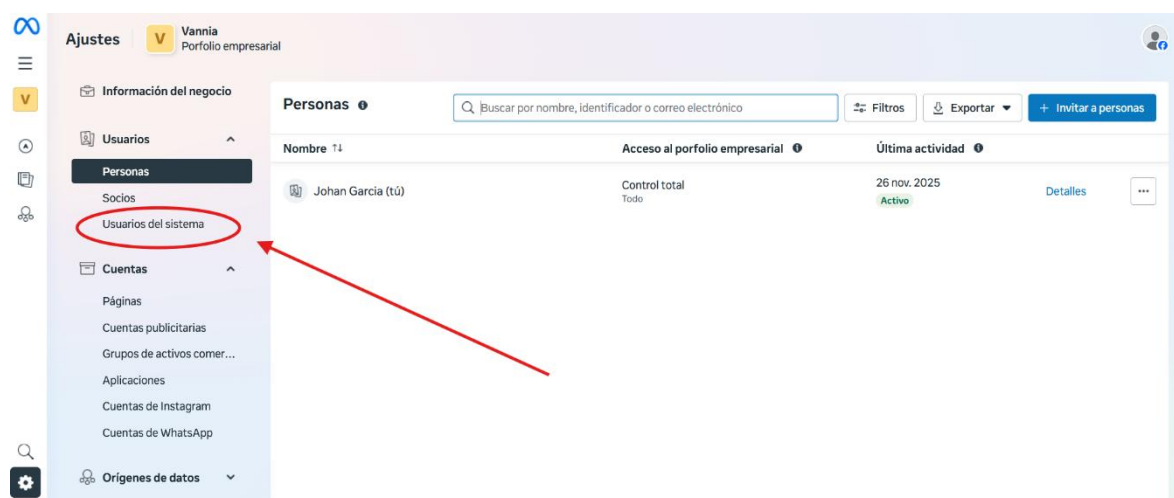 Ajustes
V
Vannia
Porfolio empresarial
V
Información del negocio
Usuarios
Personas
Socios
Usuarios del sistema
Cuentas
Páginas
Cuentas publicitarias
Grupos de activos comer...
Aplicaciones
Cuentas de Instagram
Cuentas de WhatsApp
Orígenes de datos
Personas
Buscar por nombre, identificador o correo electrónico
Filtros
Exportar
+ Invitar a personas
Nombre ↑↓
Acceso al porfolio empresarial
Última actividad
Johan Garcia (tú)
Control total
Todo
26 nov. 2025
Activo
Detalles
...